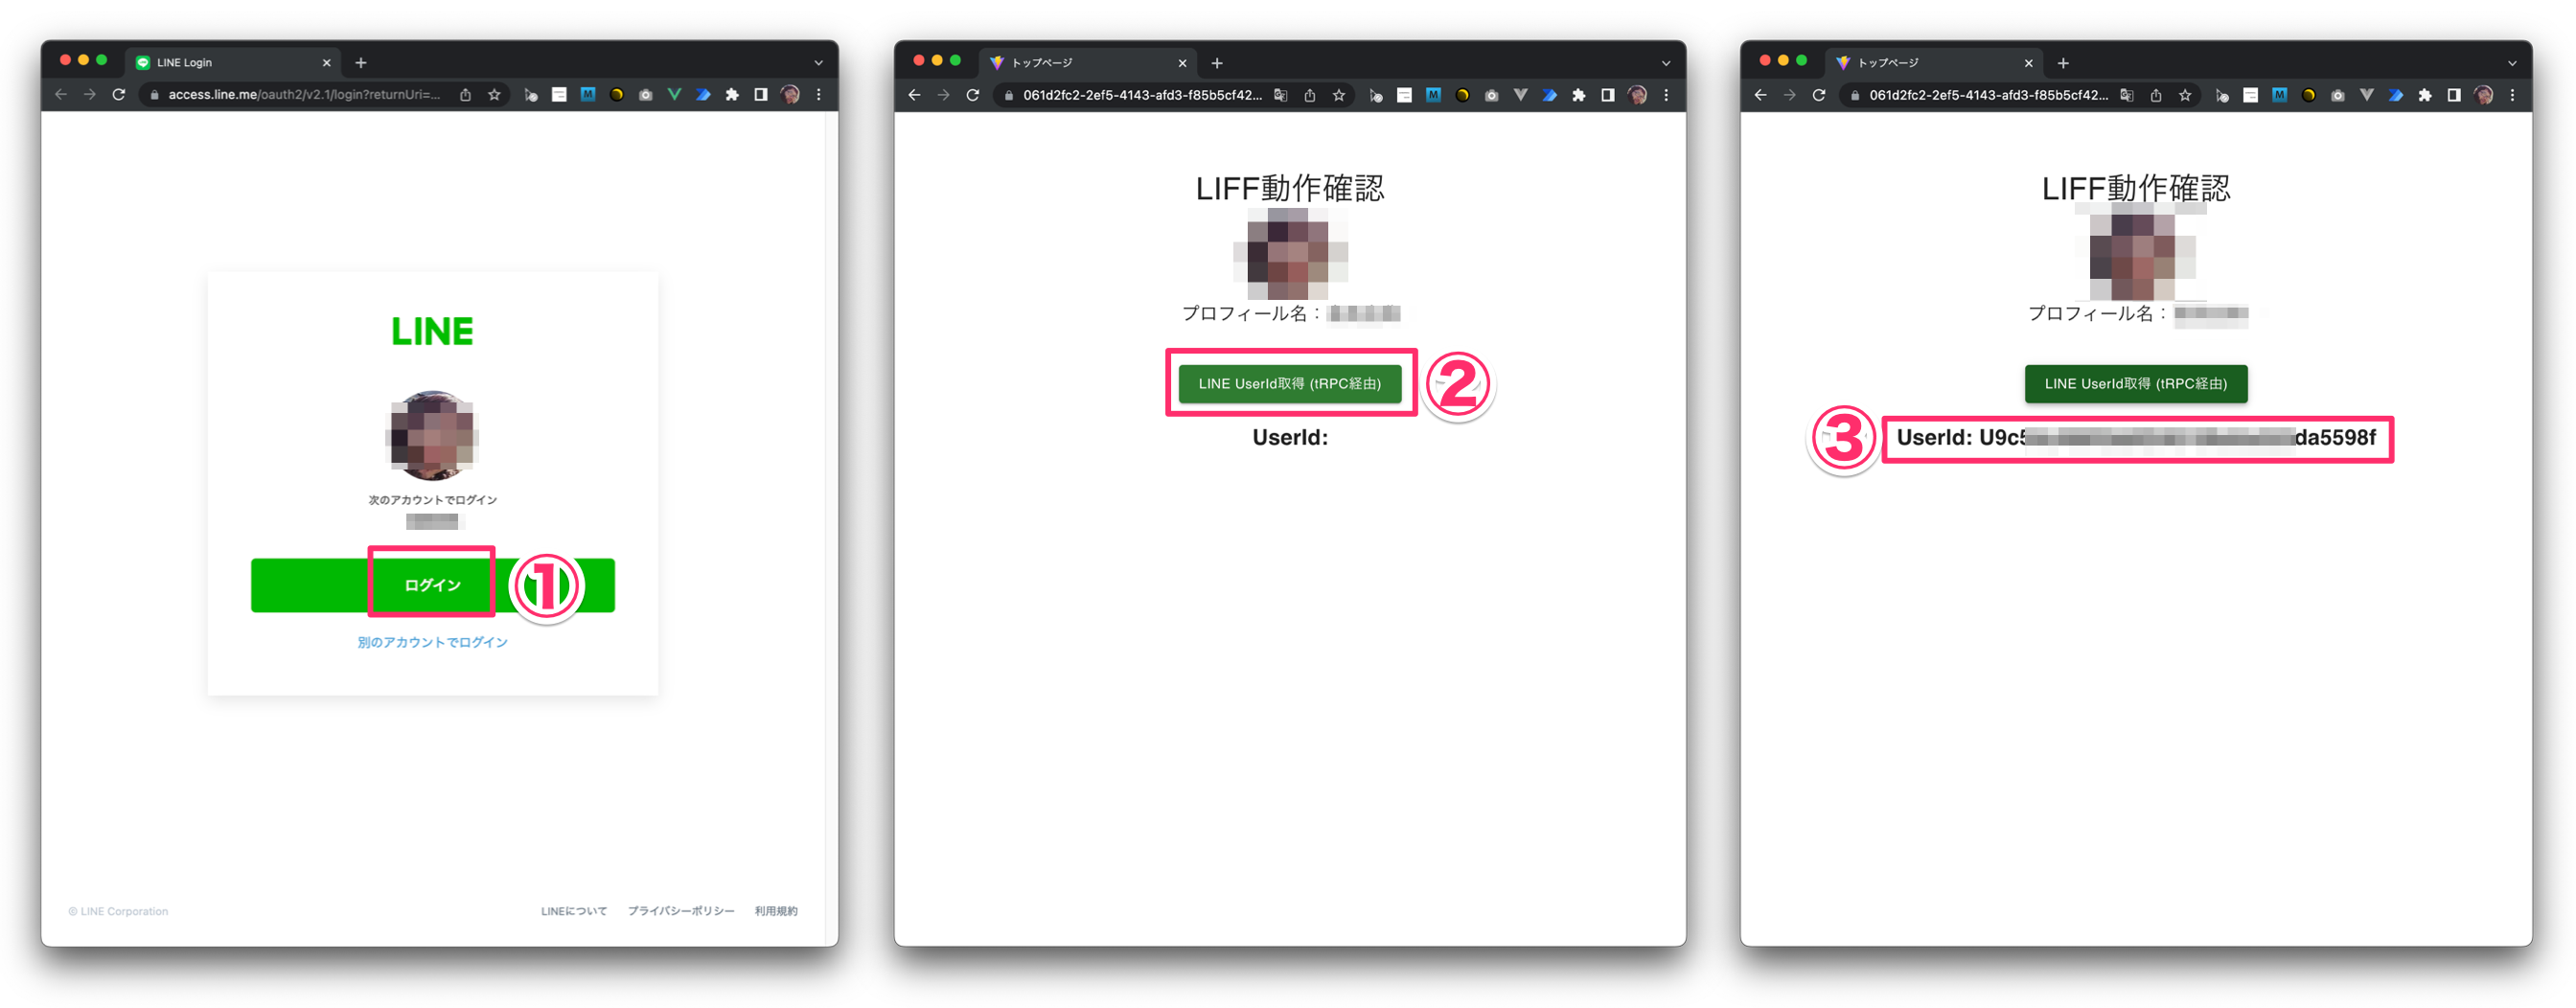 LINE Login
access.line.me/oauth2/v2.1/login?returnUri=...
LINE
次のアカウントでログイン
ログイン
①
別のアカウントでログイン
© LINE Corporation
LINEについて プライバシーポリシー 利用規約
トップページ
061d2fc2-2ef5-4143-afd3-f85b5cf42...
LIFF動作確認
プロフィール名：
LINE UserId取得 (tRPC経由)
②
UserId:
トップページ
061d2fc2-2ef5-4143-afd3-f85b5cf42...
LIFF動作確認
プロフィール名：
LINE UserId取得 (tRPC経由)
③
UserId: U9c5 da5598f